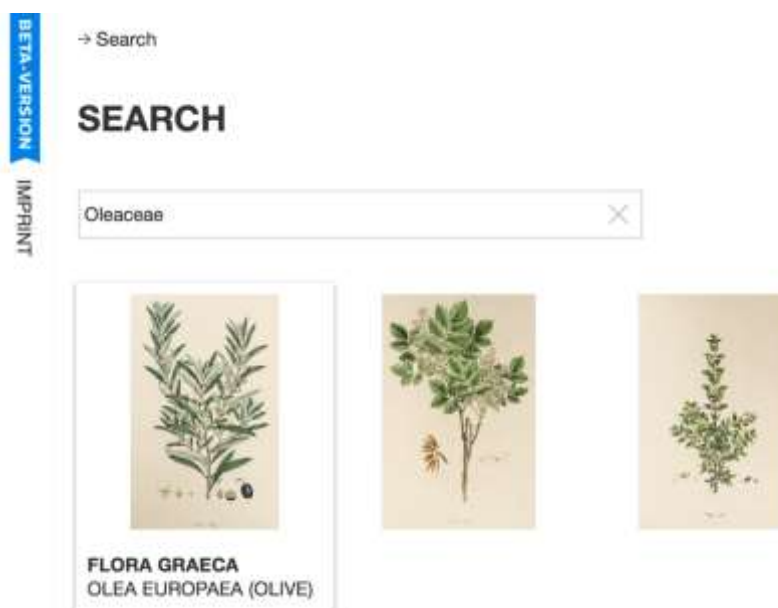 BETA-VERSION
IMPRINT
→ Search
SEARCH
Oleaceae
FLORA GRAECA
OLEA EUROPAEA (OLIVE)